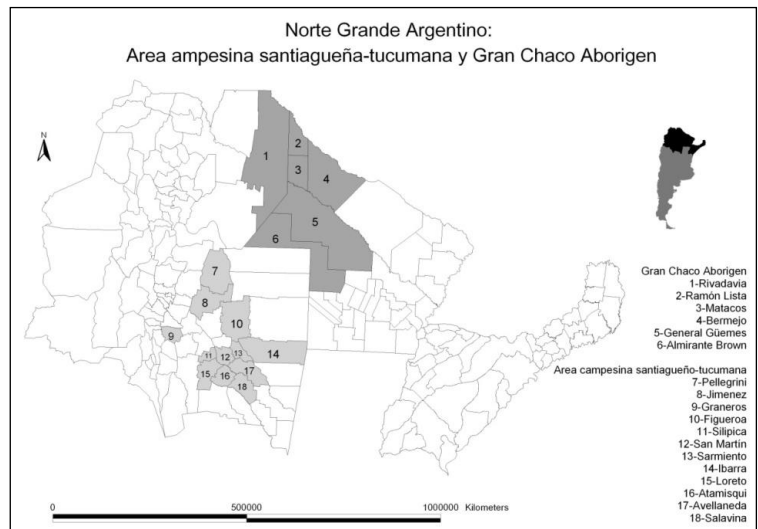 Norte Grande Argentino:
Area ampesina santiagueña-tucumana y Gran Chaco Aborigen
N
1
2
3
4
5
6
7
8
9
10
11
12
13
14
15
16
17
18
Gran Chaco Aborigen
1-Rivadavia
2-Ramón Lista
3-Matacos
4-Bermejo
5-General Güemes
6-Almirante Brown
Area campesina santiagueño-tucumana
7-Pellegrini
8-Jimenez
9-Graneros
10-Figueroa
11-Silipica
12-San Martín
13-Sarmiento
14-Ibarra
15-Loreto
16-Atamisqui
17-Avellaneda
18-Salavina
0 500000 1000000 Kilometers